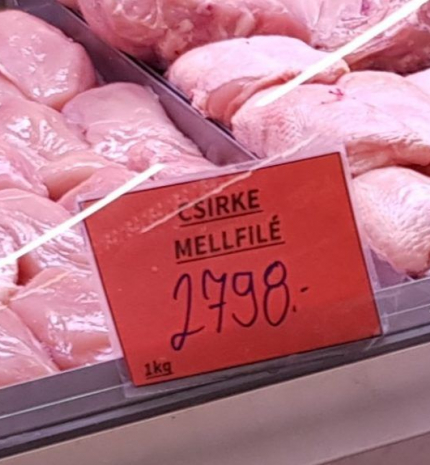 CSIRKE
MELLFILÉ
2798.-
1kg